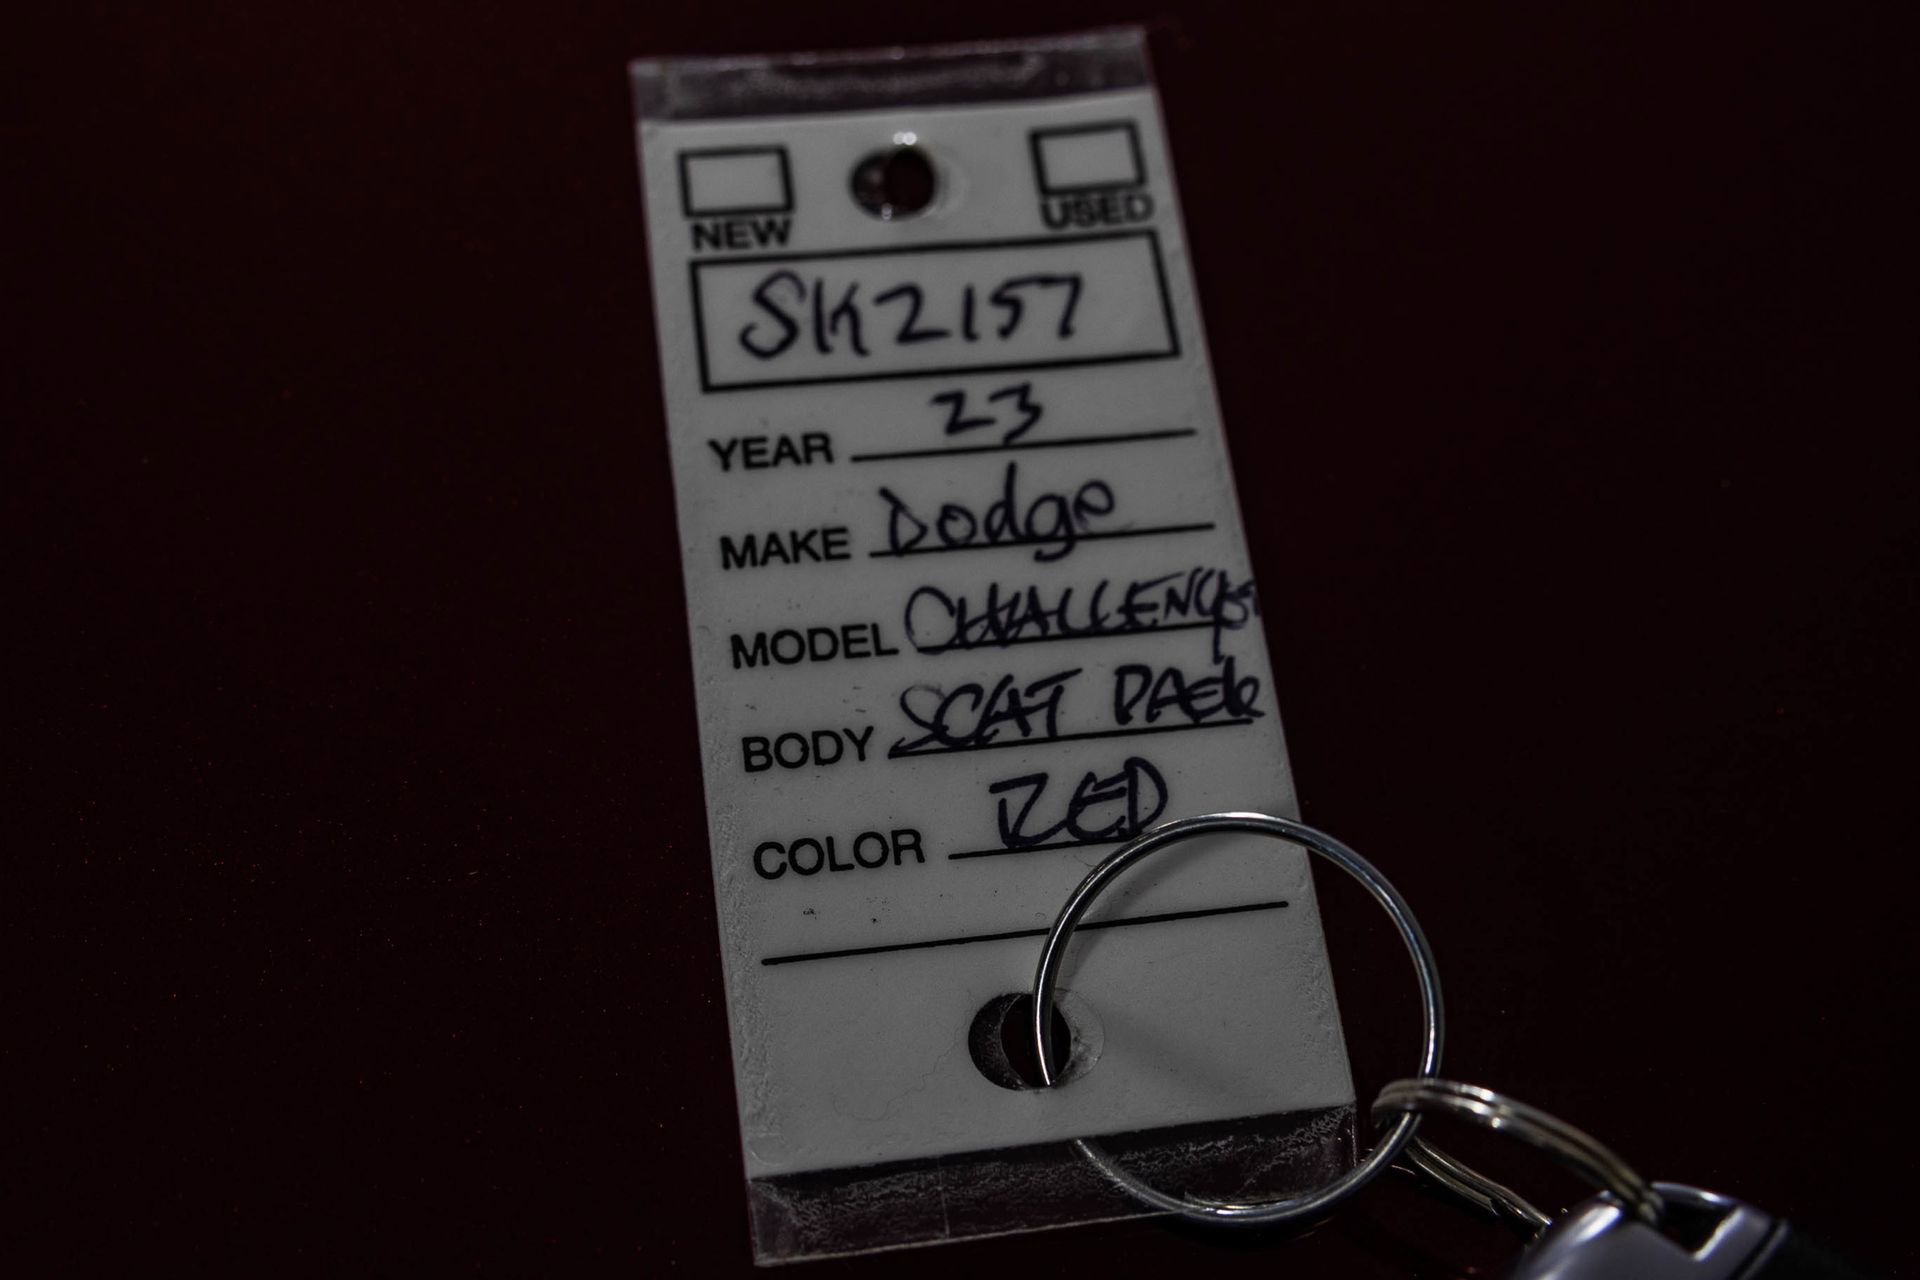 NEW USED
SK2157
YEAR 23
MAKE Dodge
MODEL CHALLENGER
BODY SCAT PACK
COLOR RED